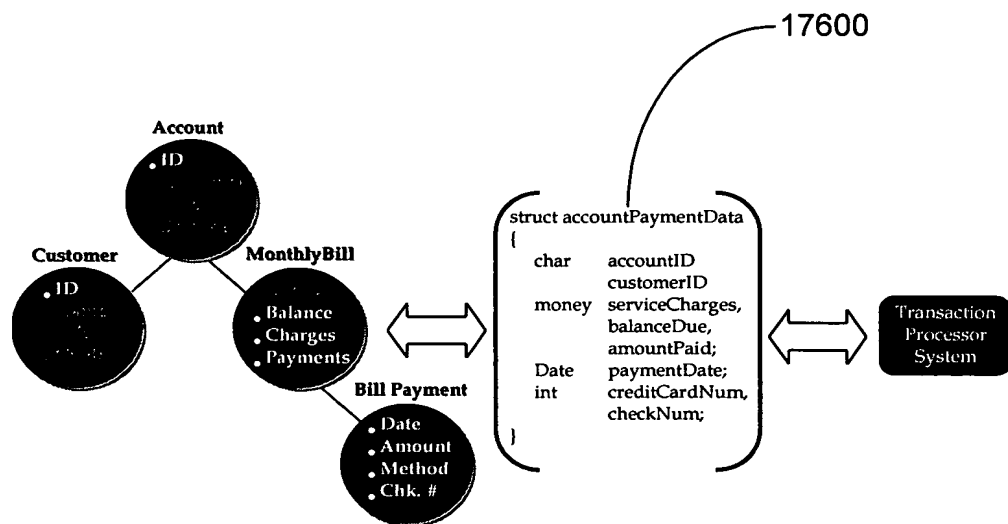 17600
Account
• ID
Customer
• ID
MonthlyBill
• Balance
• Charges
• Payments
Bill Payment
• Date
• Amount
• Method
• Chk. #
struct accountPaymentData
{
char accountID
customerID
money serviceCharges,
balanceDue,
amountPaid;
Date paymentDate;
int creditCardNum,
checkNum;
}
Transaction
Processor
System